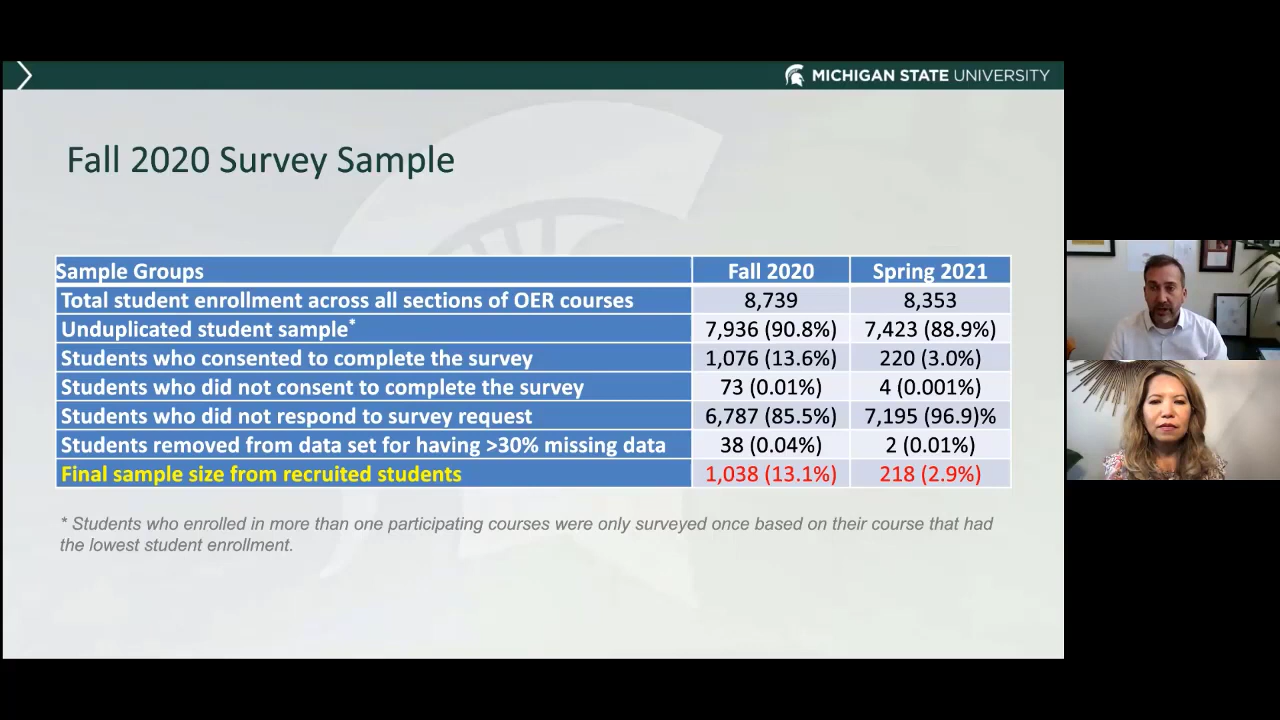 MICHIGAN STATE UNIVERSITY
Fall 2020 Survey Sample
Sample Groups Fall 2020 Spring 2021
Total student enrollment across all sections of OER courses 8,739 8,353
Unduplicated student sample* 7,936 (90.8%) 7,423 (88.9%)
Students who consented to complete the survey 1,076 (13.6%) 220 (3.0%)
Students who did not consent to complete the survey 73 (0.01%) 4 (0.001%)
Students who did not respond to survey request 6,787 (85.5%) 7,195 (96.9)%
Students removed from data set for having >30% missing data 38 (0.04%) 2 (0.01%)
Final sample size from recruited students 1,038 (13.1%) 218 (2.9%)
* Students who enrolled in more than one participating courses were only surveyed once based on their course that had
the lowest student enrollment.